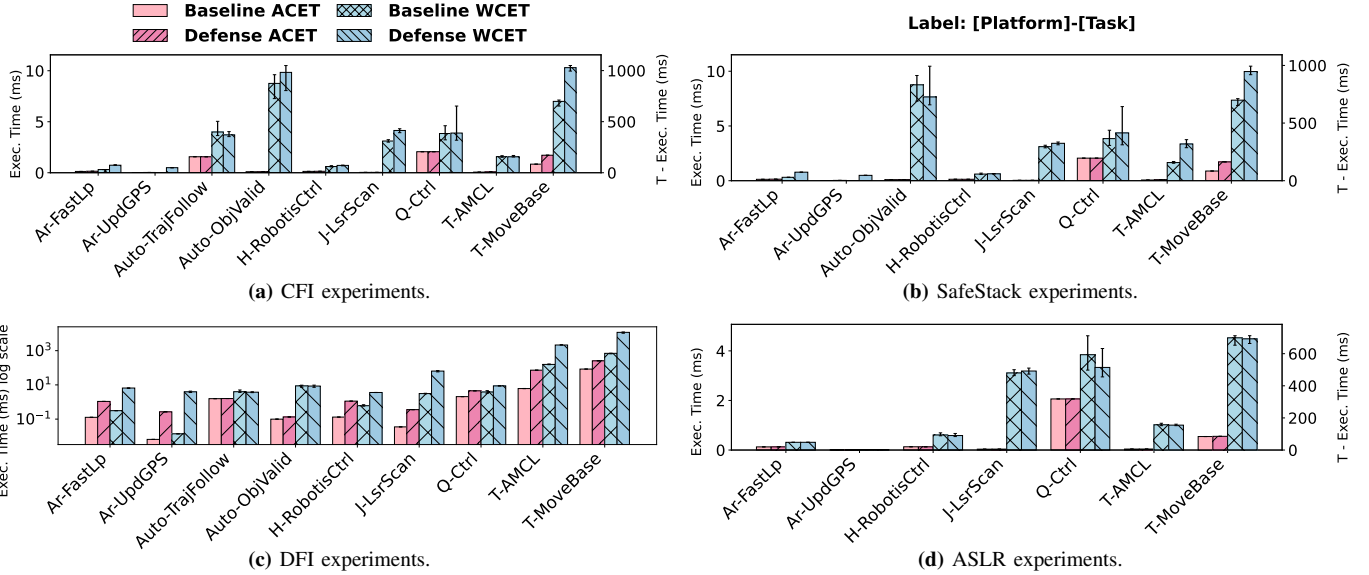 Baseline ACET
Baseline WCET
Defense ACET
Defense WCET
Label: [Platform]-[Task]
Exec. Time (ms)
10
5
0
1000
500
0
T - Exec. Time (ms)
Ar-FastLp
Ar-UpdGPS
Auto-TrajFollow
Auto-ObjValid
H-RobotisCtrl
J-LsrScan
Q-Ctrl
T-AMCL
T-MoveBase
(a) CFI experiments.
Exec. Time (ms)
10
5
0
1000
500
0
T - Exec. Time (ms)
Ar-FastLp
Ar-UpdGPS
Auto-ObjValid
H-RobotisCtrl
J-LsrScan
Q-Ctrl
T-AMCL
T-MoveBase
(b) SafeStack experiments.
Exec. Time (ms) log scale
10³
10¹
10⁻¹
Ar-FastLp
Ar-UpdGPS
Auto-TrajFollow
Auto-ObjValid
H-RobotisCtrl
J-LsrScan
Q-Ctrl
T-AMCL
T-MoveBase
(c) DFI experiments.
Exec. Time (ms)
4
2
0
600
400
200
0
T - Exec. Time (ms)
Ar-FastLp
Ar-UpdGPS
H-RobotisCtrl
J-LsrScan
Q-Ctrl
T-AMCL
T-MoveBase
(d) ASLR experiments.